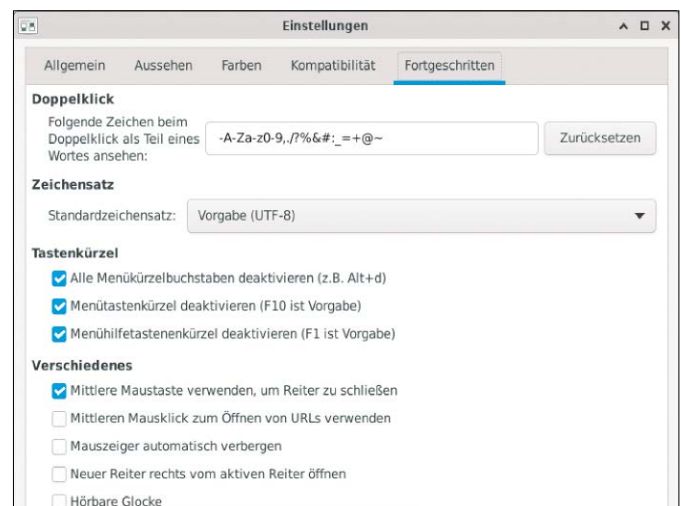 Einstellungen
Allgemein Aussehen Farben Kompatibilität Fortgeschritten
Doppelklick
Folgende Zeichen beim
Doppelklick als Teil eines
Wortes ansehen:
-A-Za-z0-9,./?%&#:_=+@~
Zurücksetzen
Zeichensatz
Standardzeichensatz: Vorgabe (UTF-8)
Tastenkürzel
Alle Menükürzelbuchstaben deaktivieren (z.B. Alt+d)
Menütastenkürzel deaktivieren (F10 ist Vorgabe)
Menühilfetastenenkürzel deaktivieren (F1 ist Vorgabe)
Verschiedenes
Mittlere Maustaste verwenden, um Reiter zu schließen
Mittleren Mausklick zum Öffnen von URLs verwenden
Mauszeiger automatisch verbergen
Neuer Reiter rechts vom aktiven Reiter öffnen
Hörbare Glocke